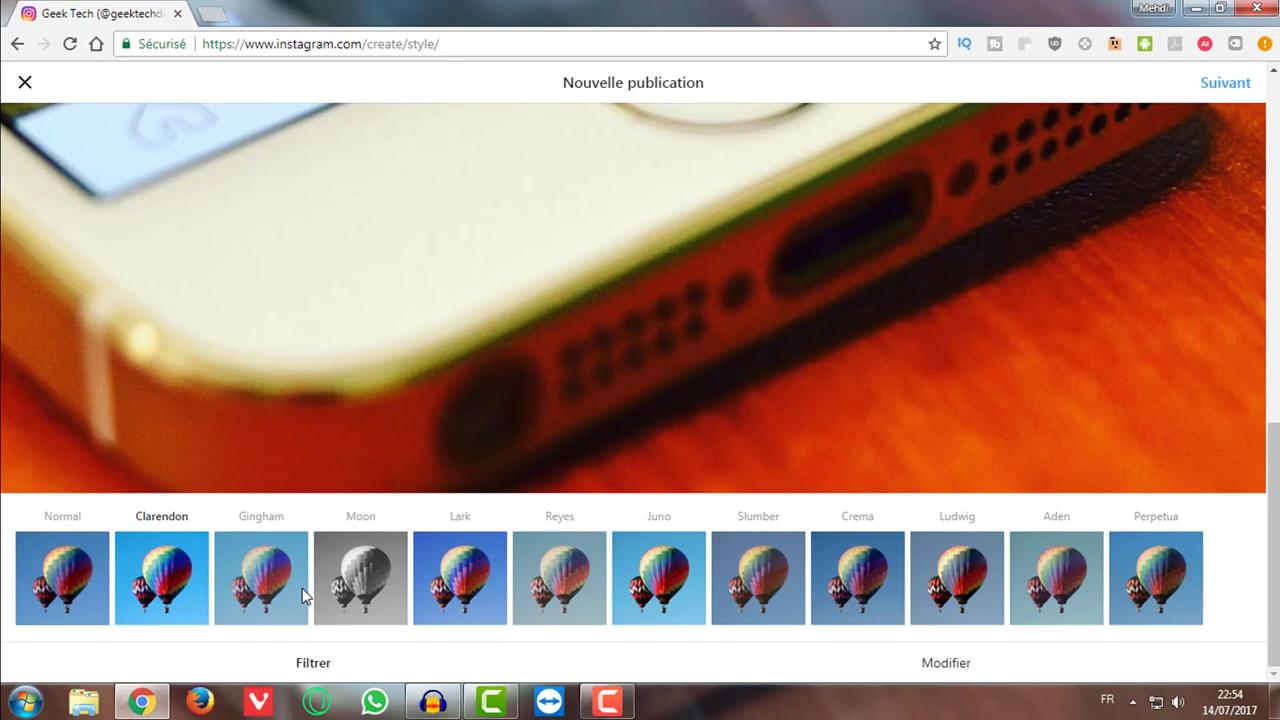 Geek Tech (@geektechd
Mehdi
Sécurisé
https://www.instagram.com/create/style/
Nouvelle publication
Suivant
Normal
Clarendon
Gingham
Moon
Lark
Reyes
Juno
Slumber
Crema
Ludwig
Aden
Perpetua
Filtrer
Modifier
FR
22:54
14/07/2017